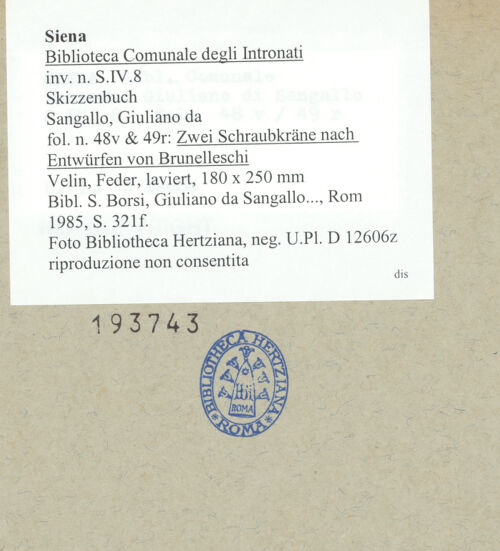 Siena
Biblioteca Comunale degli Intronati
inv. n. S.IV.8
Skizzenbuch
Sangallo, Giuliano da
fol. n. 48v & 49r: Zwei Schraubkräne nach
Entwürfen von Brunelleschi
Velin, Feder, laviert, 180 x 250 mm
Bibl. S. Borsi, Giuliano da Sangallo..., Rom
1985, S. 321f.
Foto Bibliotheca Hertziana, neg. U.Pl. D 12606z
riproduzione non consentita
dis
193743
BIBLIOTHECA HERTZIANA
ROMA
*ROMA*